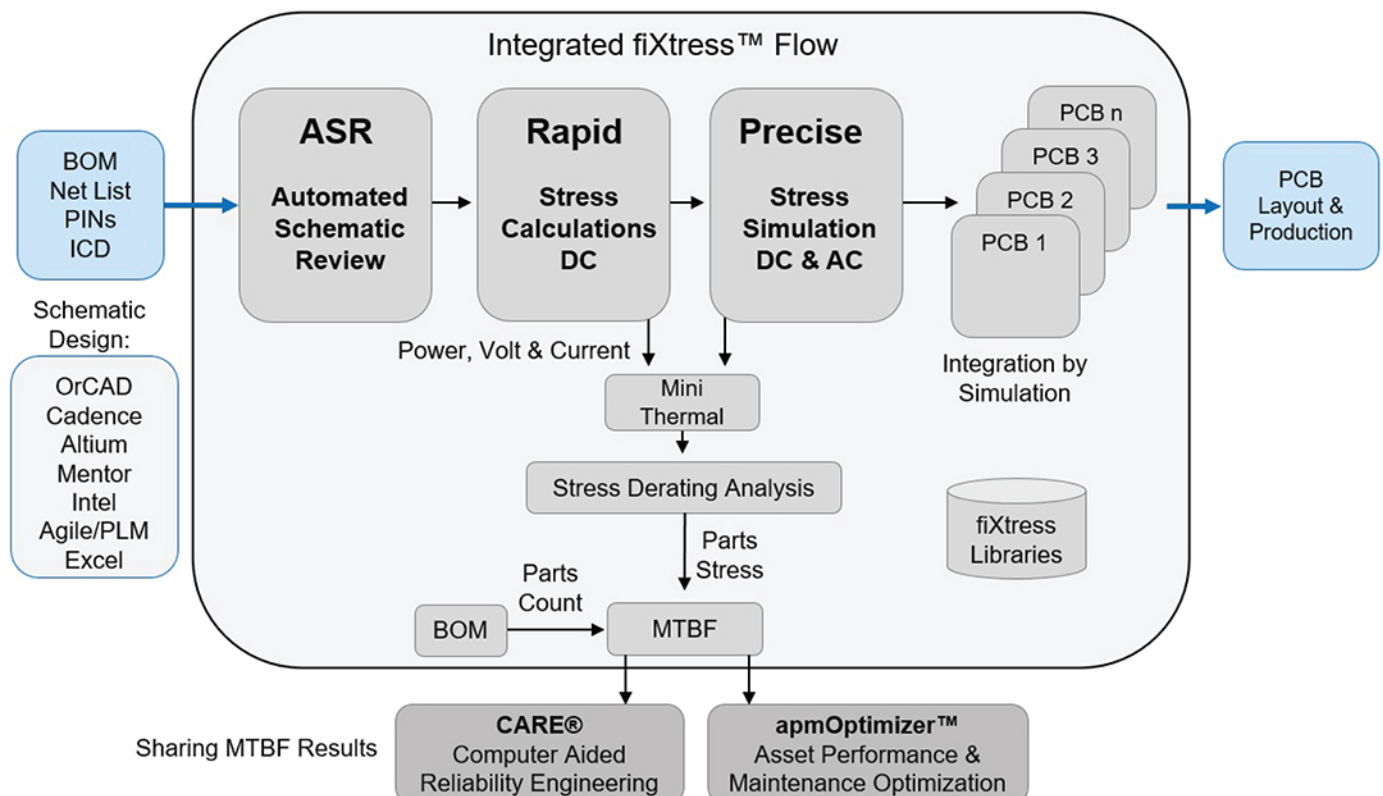 Integrated fiXtress™ Flow
BOM
Net List
PINs
ICD
Schematic
Design:
OrCAD
Cadence
Altium
Mentor
Intel
Agile/PLM
Excel
ASR
Automated
Schematic
Review
Rapid
Stress
Calculations
DC
Precise
Stress
Simulation
DC & AC
PCB n
PCB 3
PCB 2
PCB 1
Integration by
Simulation
PCB
Layout &
Production
Power, Volt & Current
Mini
Thermal
Stress Derating Analysis
Parts
Stress
fiXtress
Libraries
Parts
Count
BOM
MTBF
Sharing MTBF Results
CARE®
Computer Aided
Reliability Engineering
apmOptimizer™
Asset Performance &
Maintenance Optimization